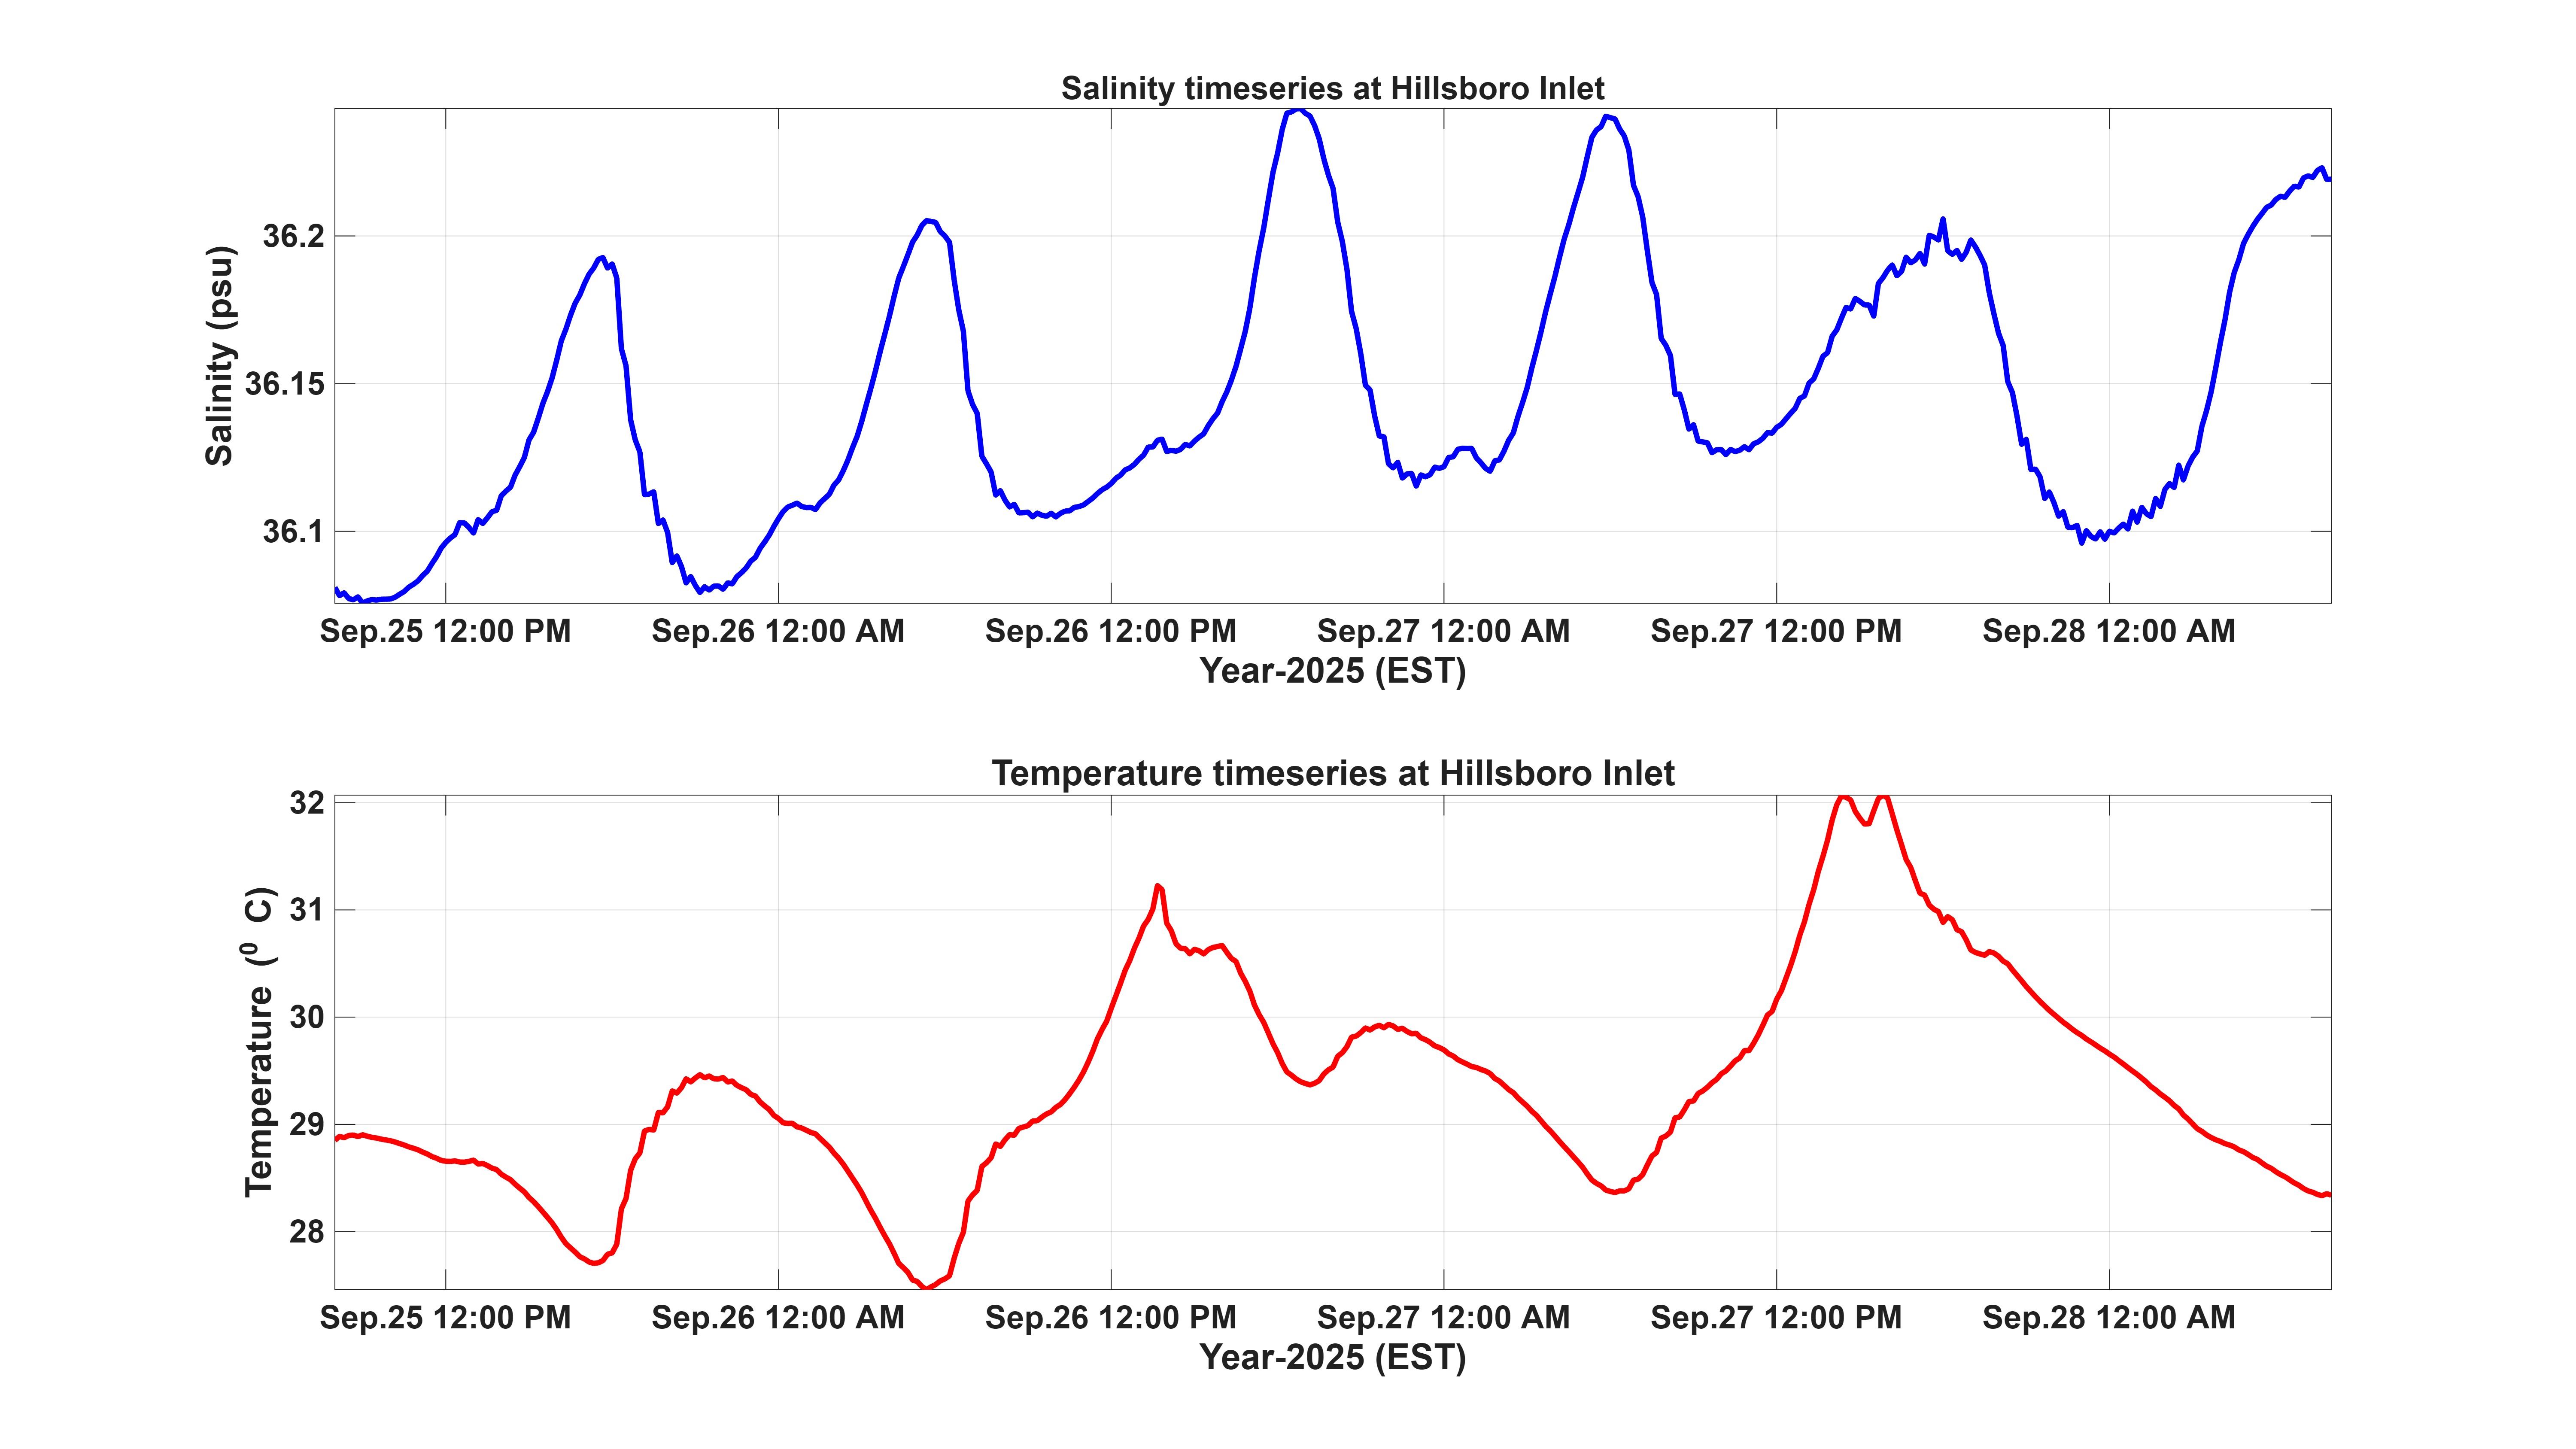 Salinity timeseries at Hillsboro Inlet
Salinity (psu)
36.2
36.15
36.1
Sep.25 12:00 PM
Sep.26 12:00 AM
Sep.26 12:00 PM
Sep.27 12:00 AM
Sep.27 12:00 PM
Sep.28 12:00 AM
Year-2025 (EST)
Temperature timeseries at Hillsboro Inlet
Temperature (⁰ C)
32
31
30
29
28
Sep.25 12:00 PM
Sep.26 12:00 AM
Sep.26 12:00 PM
Sep.27 12:00 AM
Sep.27 12:00 PM
Sep.28 12:00 AM
Year-2025 (EST)